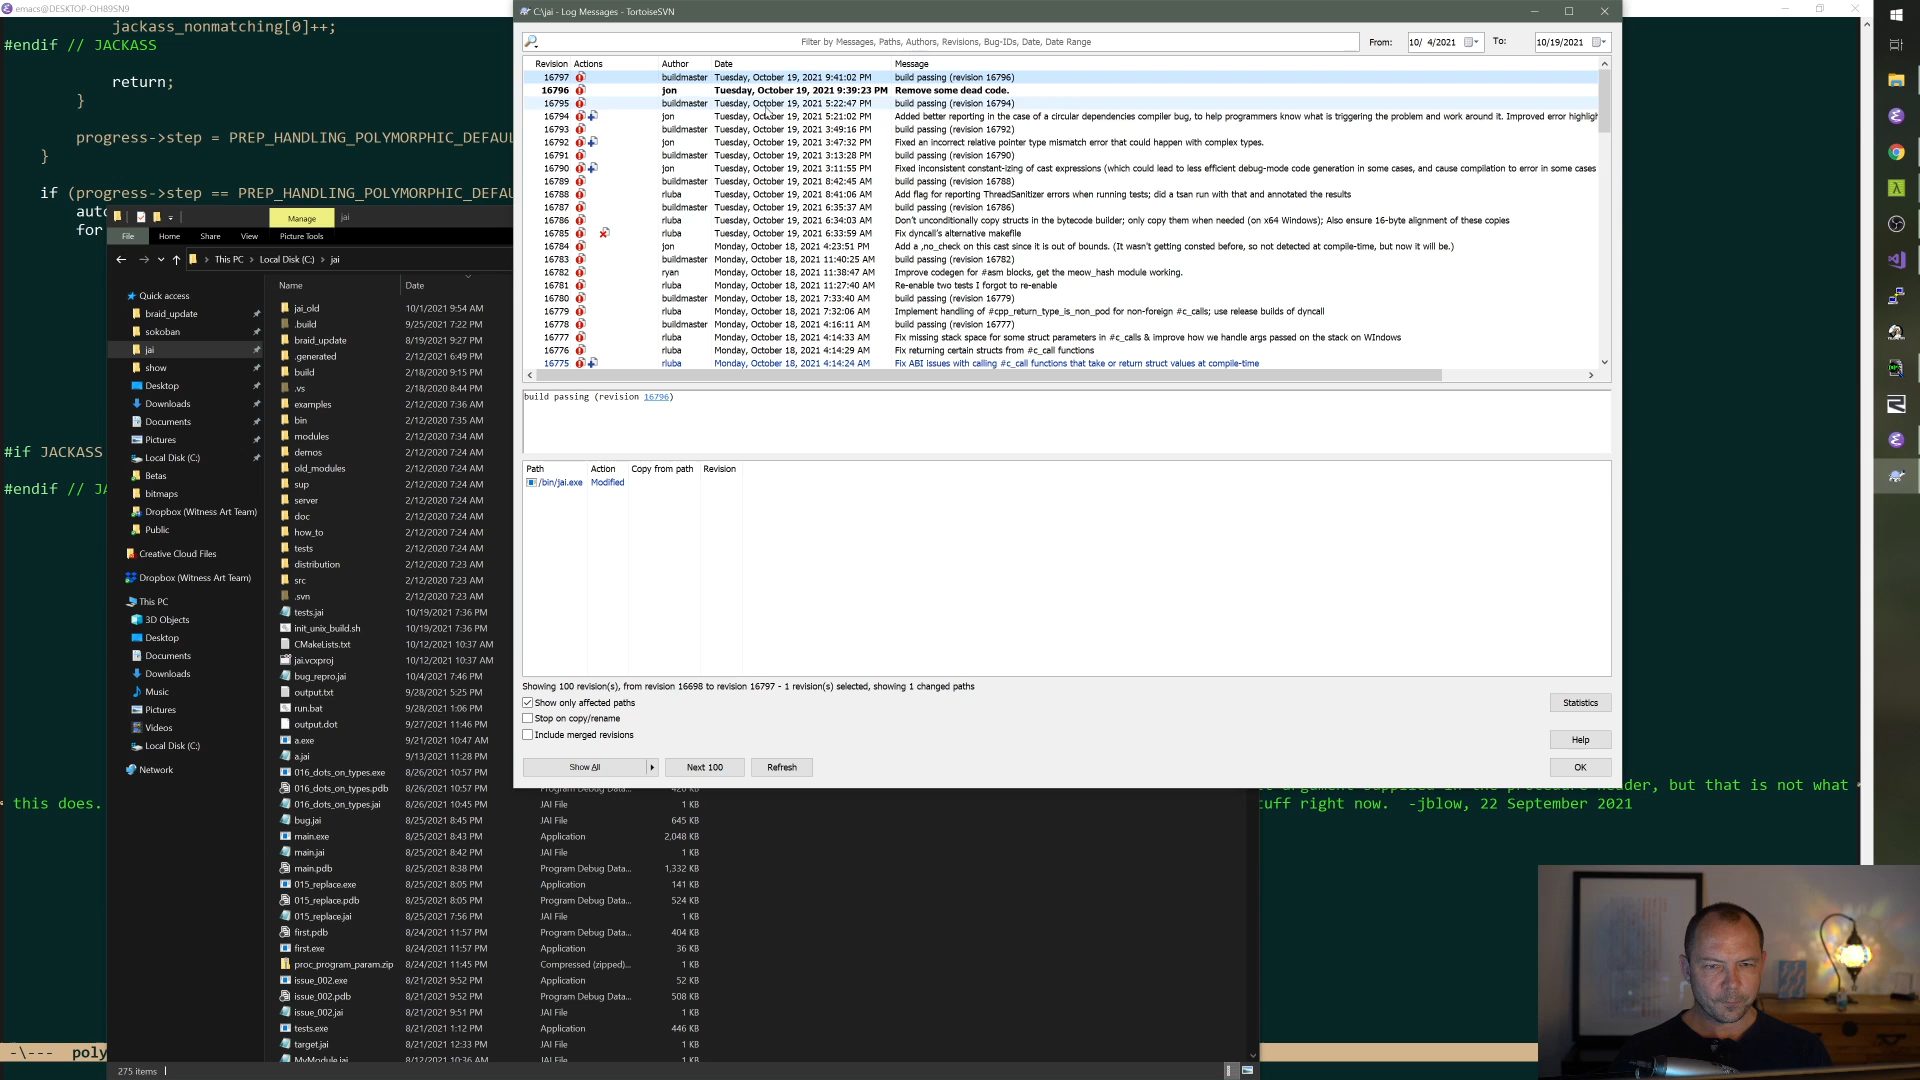 emacs@DESKTOP-OH89SN9
jackass_nonmatching[0]++;
#endif // JACKASS
return;
}
progress->step = PREP_HANDLING_POLYMORPHIC_DEFAU
}
if (progress->step == PREP_HANDLING_POLYMORPHIC_DEFAU
auto
for
#if JACKASS
#endif // JA
this does.
-\--- poly
Manage
jai
File Home Share View Picture Tools
This PC > Local Disk (C:) > jai
Quick access
braid_update
sokoban
jai
show
Desktop
Downloads
Documents
Pictures
Local Disk (C:)
Betas
bitmaps
Dropbox (Witness Art Team)
Public
Creative Cloud Files
Dropbox (Witness Art Team)
This PC
3D Objects
Desktop
Documents
Downloads
Music
Pictures
Videos
Local Disk (C:)
Network
Name Date
jai_old 10/1/2021 9:54 AM
.build 9/25/2021 7:22 PM
braid_update 8/19/2021 9:27 PM
.generated 2/12/2021 6:49 PM
build 2/18/2020 9:15 PM
.vs 2/18/2020 8:44 PM
examples 2/12/2020 7:36 AM
bin 2/12/2020 7:35 AM
modules 2/12/2020 7:34 AM
demos 2/12/2020 7:24 AM
old_modules 2/12/2020 7:24 AM
sup 2/12/2020 7:24 AM
server 2/12/2020 7:24 AM
doc 2/12/2020 7:24 AM
how_to 2/12/2020 7:24 AM
tests 2/12/2020 7:24 AM
distribution 2/12/2020 7:23 AM
src 2/12/2020 7:23 AM
.svn 2/12/2020 7:23 AM
tests.jai 10/19/2021 7:36 PM
init_unix_build.sh 10/19/2021 7:36 PM
CMakeLists.txt 10/12/2021 10:37 AM
jai.vcxproj 10/12/2021 10:37 AM
bug_repro.jai 10/4/2021 7:46 PM
output.txt 9/28/2021 5:25 PM
run.bat 9/28/2021 1:06 PM
output.dot 9/27/2021 11:46 PM
a.exe 9/21/2021 10:47 AM
a.jai 9/13/2021 11:28 PM
016_dots_on_types.exe 8/26/2021 10:57 PM
016_dots_on_types.pdb 8/26/2021 10:57 PM Program Debug Data... 428 KB
016_dots_on_types.jai 8/26/2021 10:45 PM JAI File 1 KB
bug.jai 8/25/2021 8:45 PM JAI File 645 KB
main.exe 8/25/2021 8:43 PM Application 2,048 KB
main.jai 8/25/2021 8:42 PM JAI File 1 KB
main.pdb 8/25/2021 8:38 PM Program Debug Data... 1,332 KB
015_replace.exe 8/25/2021 8:05 PM Application 141 KB
015_replace.pdb 8/25/2021 8:05 PM Program Debug Data... 524 KB
015_replace.jai 8/25/2021 7:56 PM JAI File 1 KB
first.pdb 8/24/2021 11:57 PM Program Debug Data... 404 KB
first.exe 8/24/2021 11:57 PM Application 36 KB
proc_program_param.zip 8/24/2021 11:45 PM Compressed (zipped)... 1 KB
issue_002.exe 8/21/2021 9:52 PM Application 52 KB
issue_002.pdb 8/21/2021 9:52 PM Program Debug Data... 508 KB
issue_002.jai 8/21/2021 9:51 PM JAI File 1 KB
tests.exe 8/21/2021 1:12 PM Application 446 KB
target.jai 8/21/2021 12:33 PM JAI File 1 KB
MyModule.jai 8/12/2021 10:36 AM JAI File 1 KB
275 items
C:\jai - Log Messages - TortoiseSVN
Filter by Messages, Paths, Authors, Revisions, Bug-IDs, Date, Date Range
From: 10/ 4/2021 To: 10/19/2021
Revision Actions Author Date Message
16797 buildmaster Tuesday, October 19, 2021 9:41:02 PM build passing (revision 16796)
16796 jon Tuesday, October 19, 2021 9:39:23 PM Remove some dead code.
16795 buildmaster Tuesday, October 19, 2021 5:22:47 PM build passing (revision 16794)
16794 jon Tuesday, October 19, 2021 5:21:02 PM Added better reporting in the case of a circular dependencies compiler bug, to help programmers know what is triggering the problem and work around it. Improved error highligh
16793 buildmaster Tuesday, October 19, 2021 3:49:16 PM build passing (revision 16792)
16792 jon Tuesday, October 19, 2021 3:47:32 PM Fixed an incorrect relative pointer type mismatch error that could happen with complex types.
16791 buildmaster Tuesday, October 19, 2021 3:13:28 PM build passing (revision 16790)
16790 jon Tuesday, October 19, 2021 3:11:55 PM Fixed inconsistent constant-izing of cast expressions (which could lead to less efficient debug-mode code generation in some cases, and cause compilation to error in some cases
16789 buildmaster Tuesday, October 19, 2021 8:42:45 AM build passing (revision 16788)
16788 rluba Tuesday, October 19, 2021 8:41:06 AM Add flag for reporting ThreadSanitizer errors when running tests; did a tsan run with that and annotated the results
16787 buildmaster Tuesday, October 19, 2021 6:35:37 AM build passing (revision 16786)
16786 rluba Tuesday, October 19, 2021 6:34:03 AM Don't unconditionally copy structs in the bytecode builder; only copy them when needed (on x64 Windows); Also ensure 16-byte alignment of these copies
16785 rluba Tuesday, October 19, 2021 6:33:59 AM Fix dyncall's alternative makefile
16784 jon Monday, October 18, 2021 4:23:51 PM Add a ,no_check on this cast since it is out of bounds. (It wasn't getting consted before, so not detected at compile-time, but now it will be.)
16783 buildmaster Monday, October 18, 2021 11:40:25 AM build passing (revision 16782)
16782 ryan Monday, October 18, 2021 11:38:47 AM Improve codegen for #asm blocks, get the meow_hash module working.
16781 rluba Monday, October 18, 2021 11:27:40 AM Re-enable two tests I forgot to re-enable
16780 buildmaster Monday, October 18, 2021 7:33:40 AM build passing (revision 16779)
16779 rluba Monday, October 18, 2021 7:32:06 AM Implement handling of #cpp_return_type_is_non_pod for non-foreign #c_calls; use release builds of dyncall
16778 buildmaster Monday, October 18, 2021 4:16:11 AM build passing (revision 16777)
16777 rluba Monday, October 18, 2021 4:14:33 AM Fix missing stack space for some struct parameters in #c_calls & improve how we handle args passed on the stack on WIndows
16776 rluba Monday, October 18, 2021 4:14:29 AM Fix returning certain structs from #c_call functions
16775 rluba Monday, October 18, 2021 4:14:24 AM Fix ABI issues with calling #c_call functions that take or return struct values at compile-time
build passing (revision 16796)
Path Action Copy from path Revision
/bin/jai.exe Modified
Showing 100 revision(s), from revision 16698 to revision 16797 - 1 revision(s) selected, showing 1 changed paths
Show only affected paths
Stop on copy/rename
Include merged revisions
Statistics
Help
Show All Next 100 Refresh OK
argument supplied in the procedure header, but that is not what
tuff right now. -jblow, 22 September 2021